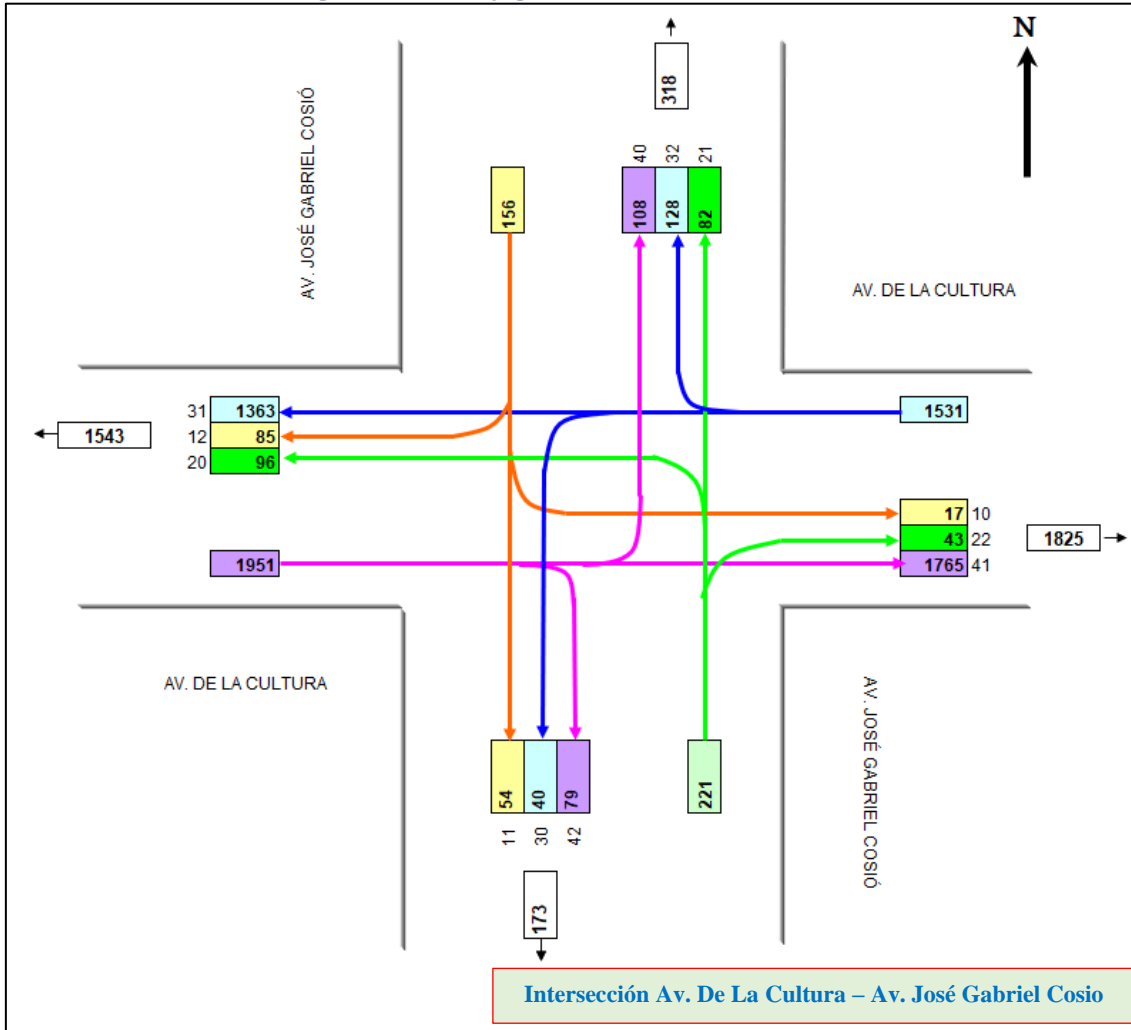 N
318
40 32 21
108 128 82
156
AV. JOSÉ GABRIEL COSIÓ
AV. DE LA CULTURA
31 1363
12 85
20 96
1543
1531
17 10
43 22
1765 41
1825
1951
AV. DE LA CULTURA
AV. JOSÉ GABRIEL COSIÓ
54 40 79
11 30 42
221
173
Intersección Av. De La Cultura – Av. José Gabriel Cosio